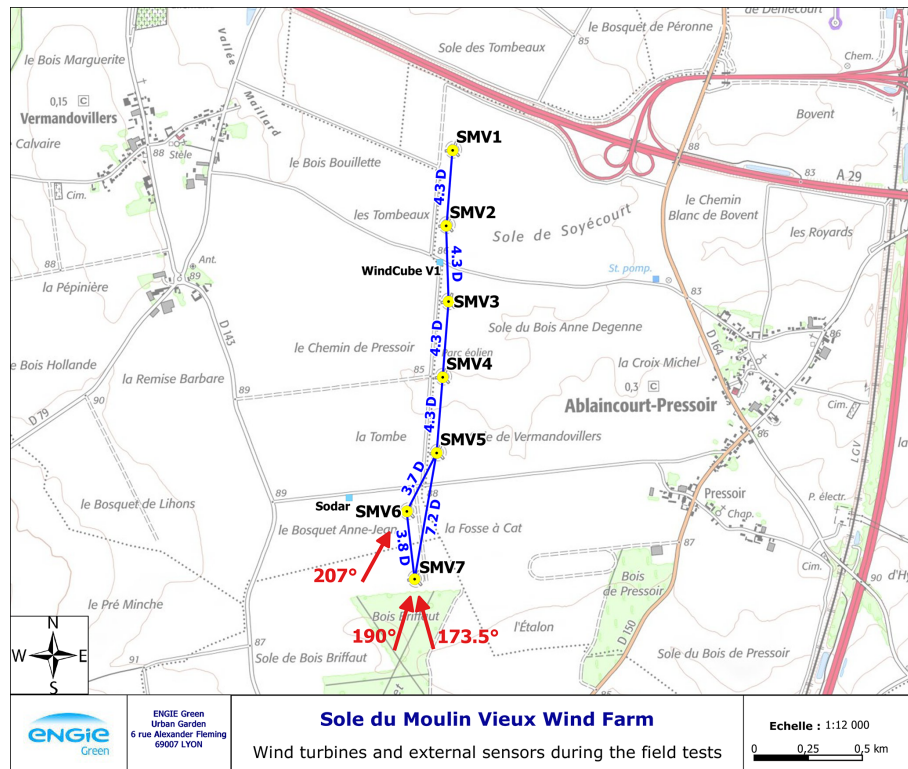 de Deniécourt
le Bosquet de Péronne
85
Sole des Tombeaux
Chem.
le Bois Marguerite
Vallée
Maillard
0,15 C
Vermandovillers
Calvaire
88
Stèle
Cim.
le Bois Bouillette
Bovent
SMV1
88
83
A 29
4.3 D
le Chemin
Blanc de Bovent
les Tombeaux
SMV2
Sole de Soyécourt
les Royards
86
88
Ant.
89
WindCube V1
4.3 D
St. pomp.
la Pépinière
83
SMV3
D 143
Sole du Bois Anne Degenne
D 164
86
le Chemin de Pressoir
4.3 D
Parc éolien
la Croix Michel
le Bois Hollande
la Remise Barbare
85
SMV4
0,3 C
Ablaincourt-Pressoir
89
90
Cim.
D 79
4.3 D
Cim.
la Tombe
SMV5
de Vermandovillers
86
LGV
3.7 D
89
88
le Bosquet de Lihons
Sodar
7.2 D
Pressoir
P. électr.
SMV6
Chap.
le Bosquet Anne-Jean
la Fosse à Cat
3.8 D
87
207°
SMV7
90
d'Hy
Bois
de Pressoir
le Pré Minche
Bois Briffaut
190°
173.5°
l'Étalon
D 150
N
W
E
S
87
91
Sole de Bois Briffaut
Sole du Bois de Pressoir
ENGIE
Green
ENGIE Green
Urban Garden
6 rue Alexander Fleming
69007 LYON
Sole du Moulin Vieux Wind Farm
Wind turbines and external sensors during the field tests
Echelle : 1:12 000
0 0,25 0,5 km